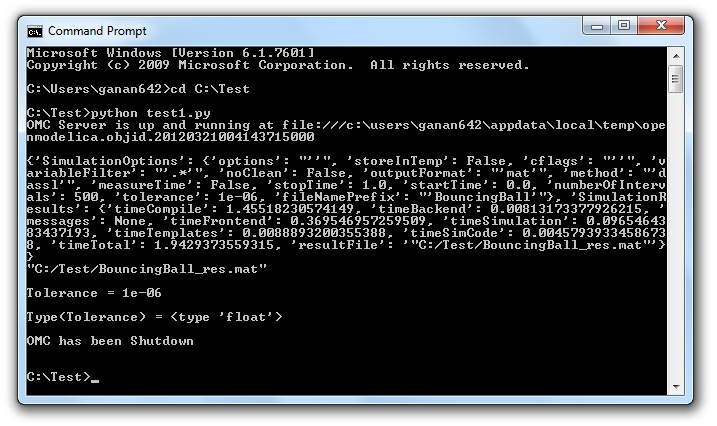 Command Prompt
Microsoft Windows [Version 6.1.7601]
Copyright (c) 2009 Microsoft Corporation.  All rights reserved.
C:\Users\ganan642>cd C:\Test
C:\Test>python test1.py
OMC Server is up and running at file:///c:\users\ganan642\appdata\local\temp\ope
nmodelica.objid.20120321004143715000
{'SimulationOptions': {'options': "''", 'storeInTemp': False, 'cflags': "''", 'v
ariableFilter': "'.*'", 'noClean': False, 'outputFormat': "'mat'", 'method': "'d
assl'", 'measureTime': False, 'stopTime': 1.0, 'startTime': 0.0, 'numberOfInterv
als': 500, 'tolerance': 1e-06, 'fileNamePrefix': "'BouncingBall'"}, 'SimulationR
esults': {'timeCompile': 1.45518230574149, 'timeBackend': 0.00813173377926215, '
messages': None, 'timeFrontend': 0.369546957259509, 'timeSimulation': 0.09654643
83437193, 'timeTemplates': 0.0088893200355388, 'timeSimCode': 0.0045793933458673
8, 'timeTotal': 1.9429373559315, 'resultFile': '"C:/Test/BouncingBall_res.mat"'}
}
"C:/Test/BouncingBall_res.mat"
Tolerance = 1e-06
Type(Tolerance) = <type 'float'>
OMC has been Shutdown
C:\Test>_